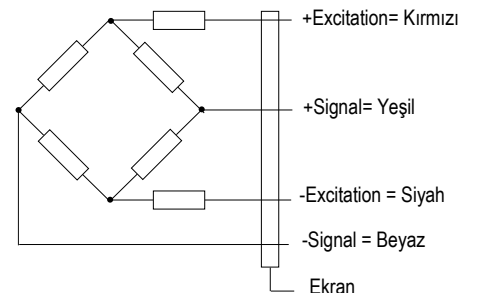 +Excitation= Kırmızı
+Signal= Yeşil
-Excitation = Siyah
-Signal = Beyaz
Ekran